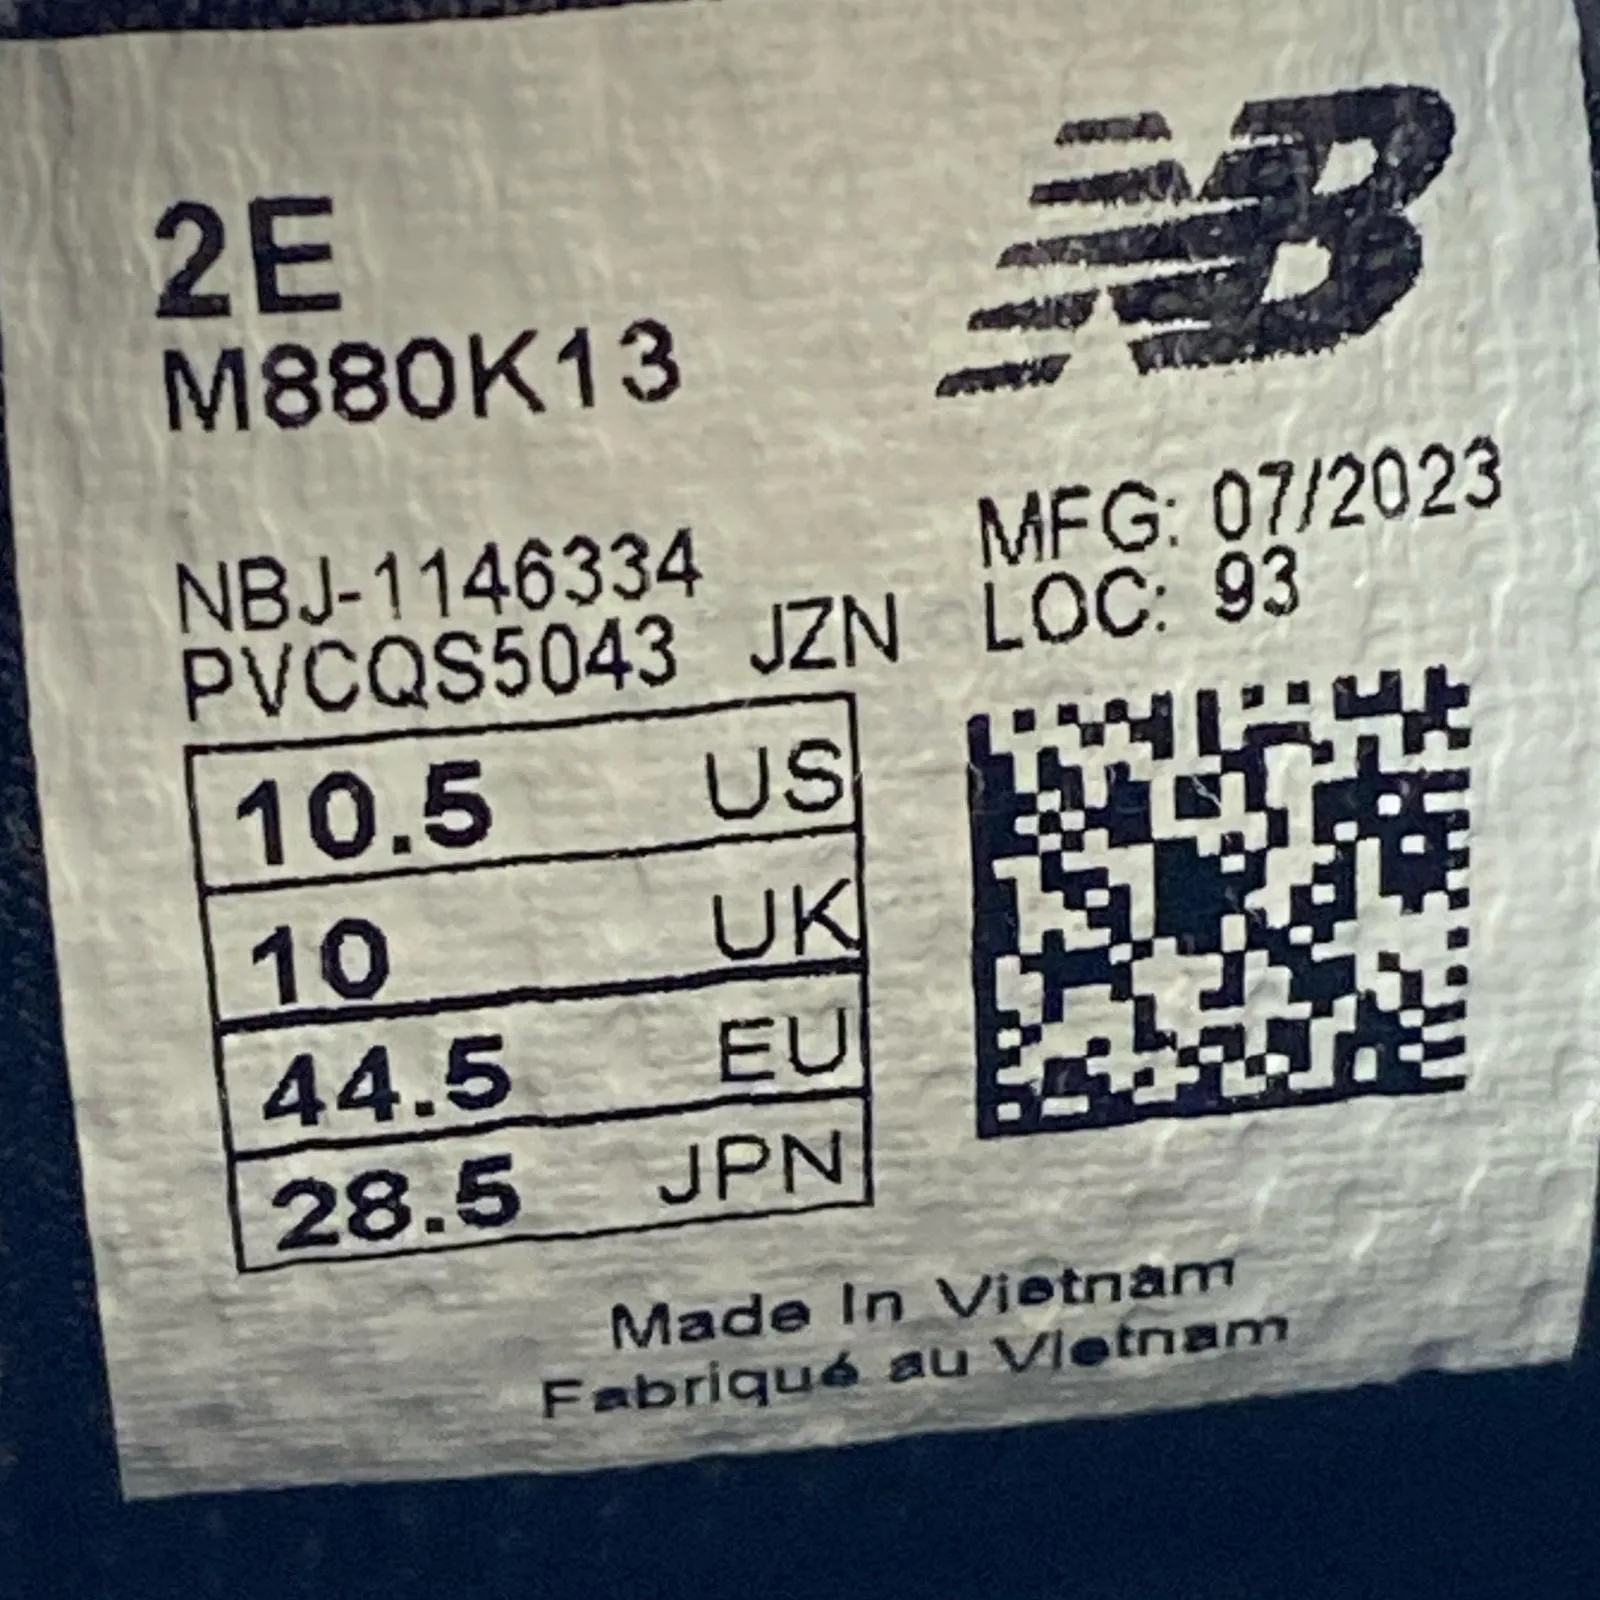 NB
2E
M880K13
MFG: 07/2023
LOC: 93
NBJ-1146334
PVCQS5043 JZN
10.5 US
10 UK
44.5 EU
28.5 JPN
Made In Vietnam
Fabriqué au Vietnam